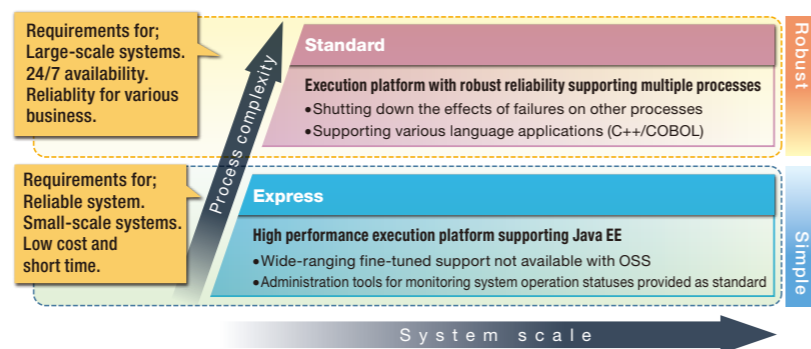 Requirements for;
Large-scale systems.
24/7 availability.
Reliablity for various
business.
Standard
Execution platform with robust reliability supporting multiple processes
•Shutting down the effects of failures on other processes
•Supporting various language applications (C++/COBOL)
Robust
Process complexity
Requirements for;
Reliable system.
Small-scale systems.
Low cost and
short time.
Express
High performance execution platform supporting Java EE
•Wide-ranging fine-tuned support not available with OSS
•Administration tools for monitoring system operation statuses provided as standard
Simple
System scale